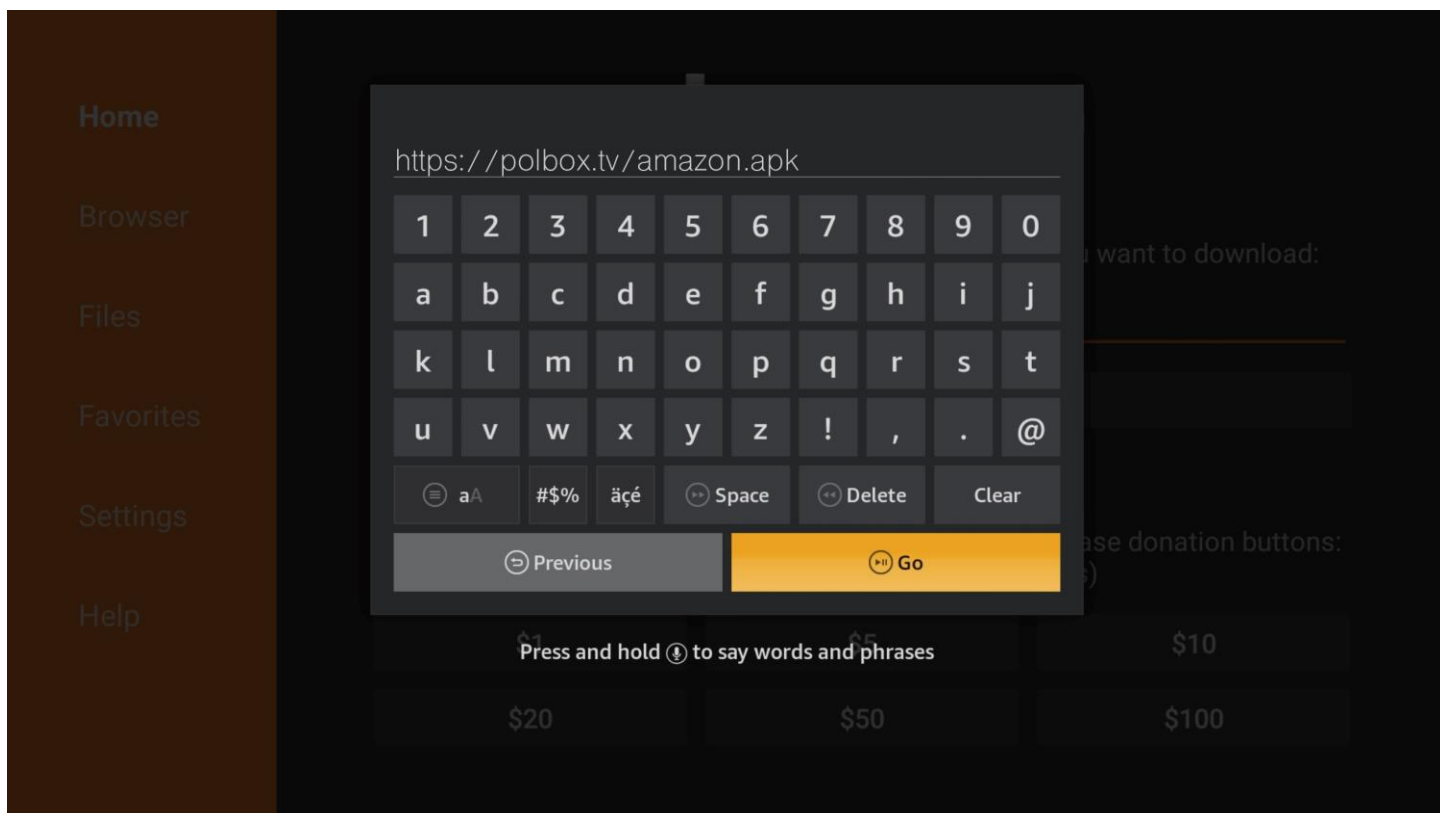 Home
Browser
Files
Favorites
Settings
Help
https://polbox.tv/amazon.apk
1 2 3 4 5 6 7 8 9 0
a b c d e f g h i j
k l m n o p q r s t
u v w x y z ! , . @
aA #$% äçé Space Delete Clear
Previous Go
want to download:
donation buttons:
Press and hold to say words and phrases
$1 $5 $10
$20 $50 $100